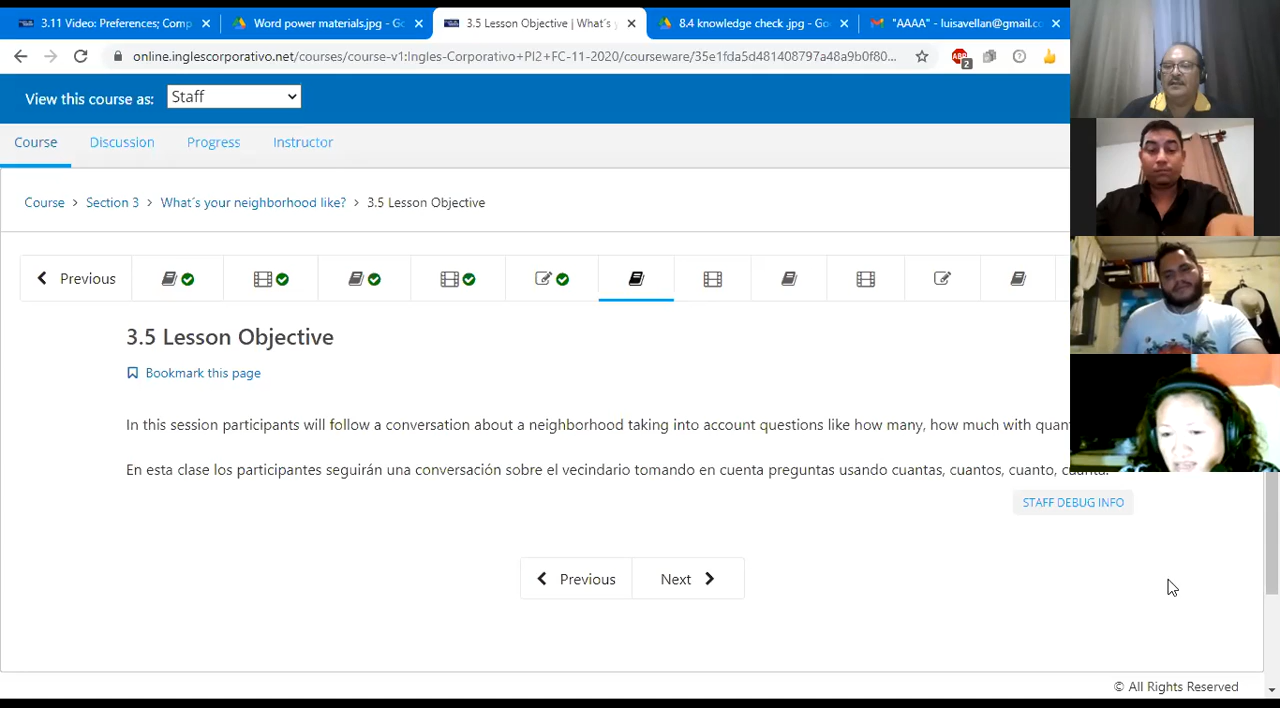 3.11 Video: Preferences; Comp
Word power materials.jpg - Go
3.5 Lesson Objective | What´s y
8.4 knowledge check .jpg - Goo
"AAAA" - luisavellan@gmail.co
online.inglescorporativo.net/courses/course-v1:Ingles-Corporativo+PI2+FC-11-2020/courseware/35e1fda5d481408797a48a9b0f80...
ABP 2
View this course as: Staff
Course Discussion Progress Instructor
Course > Section 3 > What´s your neighborhood like? > 3.5 Lesson Objective
Previous
3.5 Lesson Objective
Bookmark this page
In this session participants will follow a conversation about a neighborhood taking into account questions like how many, how much with quan
En esta clase los participantes seguirán una conversación sobre el vecindario tomando en cuenta preguntas usando cuantas, cuantos, cuanto, cuanta.
STAFF DEBUG INFO
Previous Next
© All Rights Reserved